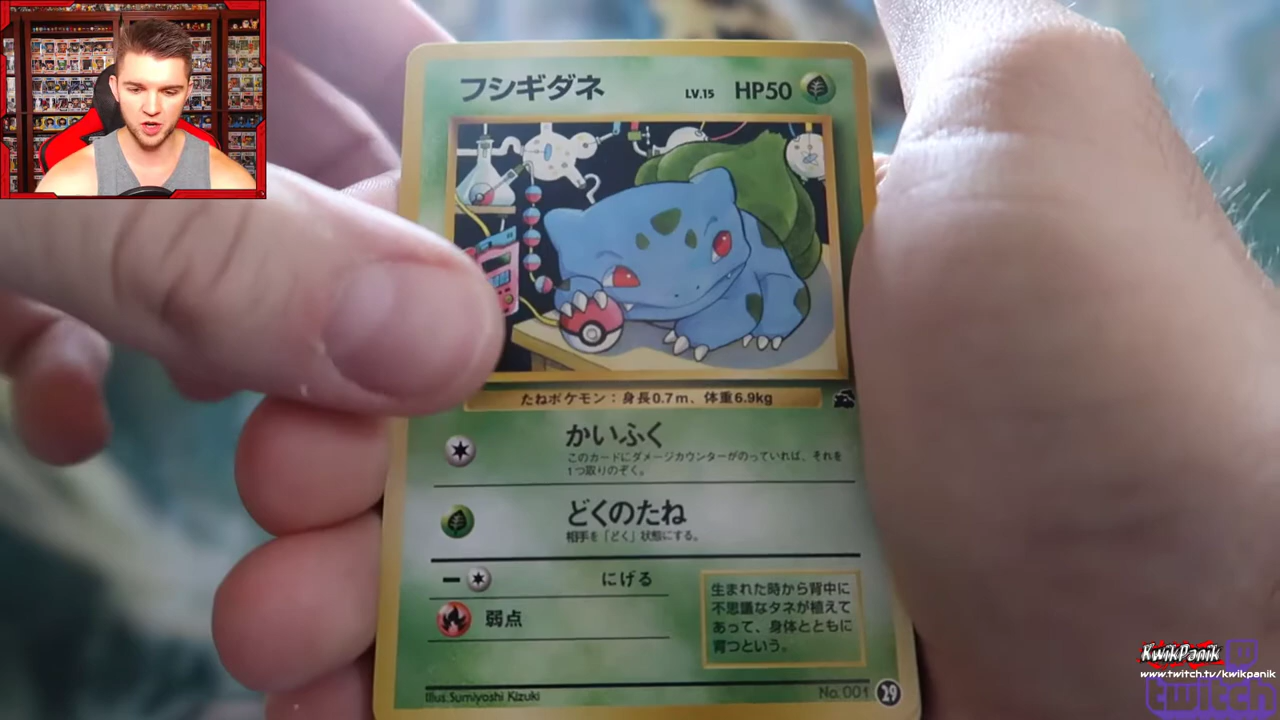 フシギダネ LV.15 HP50
たねポケモン：身長0.7m、体重6.9kg
かいふく
このカードにダメージカウンターがのっていれば、それを
1つ取りのぞく。
どくのたね
相手を「どく」状態にする。
にげる
弱点
生まれた時から背中に
不思議なタネが植えて
あって、身体とともに
育つという。
Illus.Sumiyoshi Kizuki
No.001 29
KwikPanik
www.twitch.tv/kwikpanik
twitch